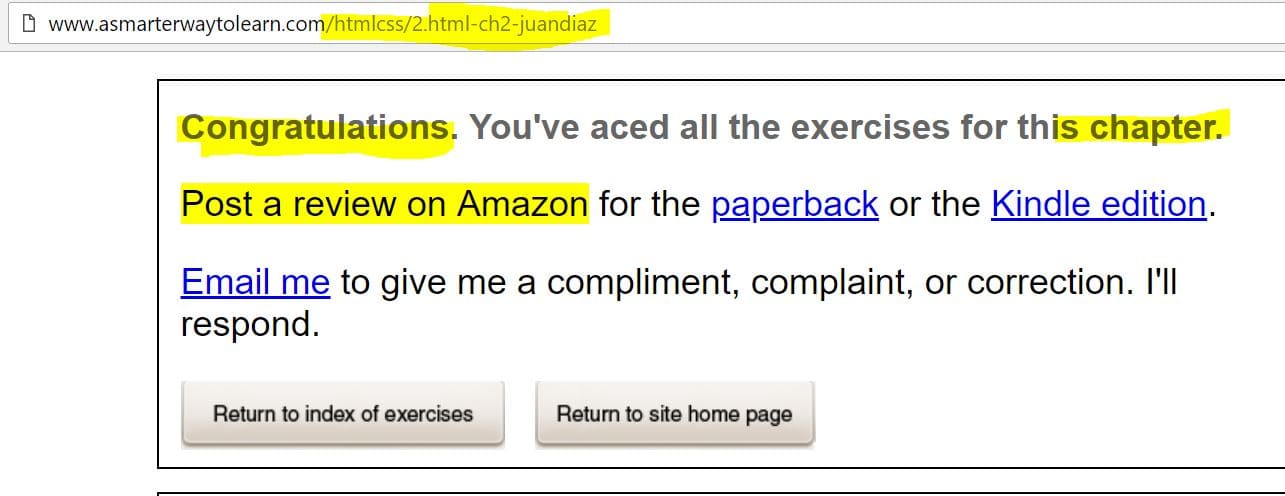 www.asmarterwaytolearn.com/htmlcss/2.html-ch2-juandiaz
Congratulations. You've aced all the exercises for this chapter.
Post a review on Amazon for the paperback or the Kindle edition.
Email me to give me a compliment, complaint, or correction. I'll
respond.
Return to index of exercises
Return to site home page